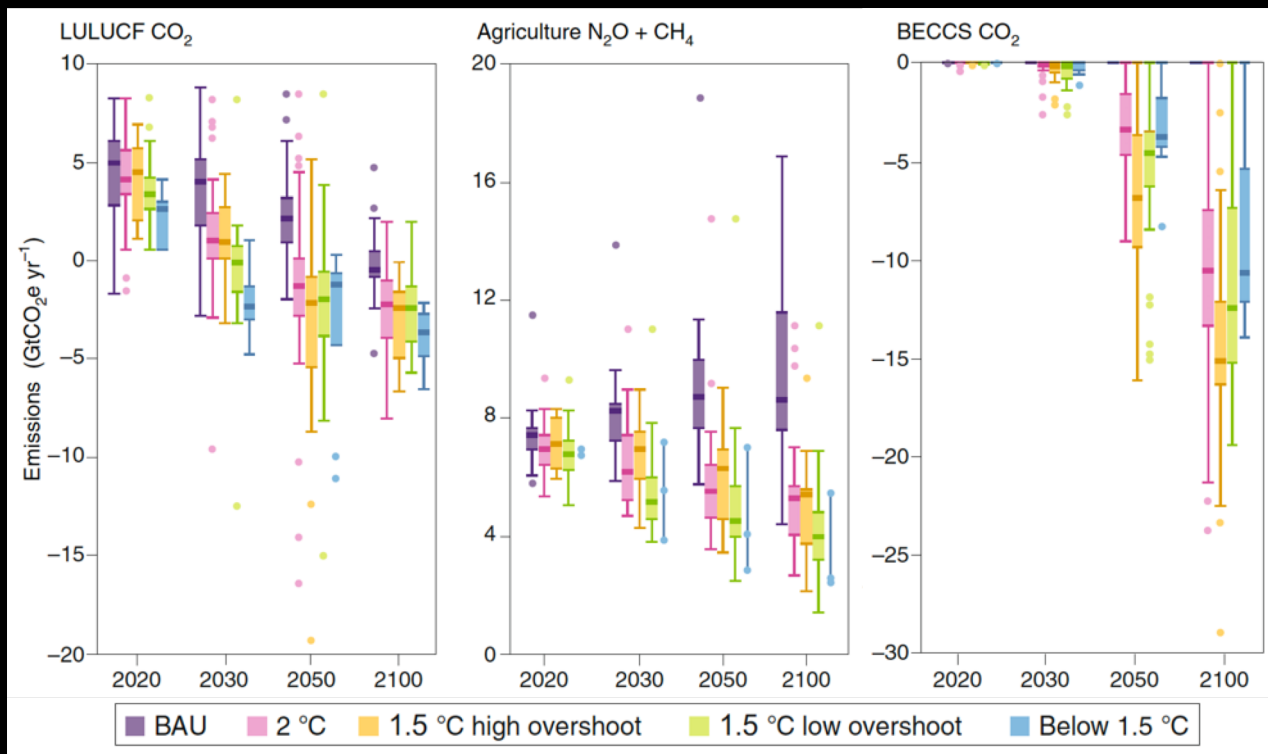 LULUCF CO₂
Agriculture N₂O + CH₄
BECCS CO₂
Emissions (GtCO₂e yr⁻¹)
10
5
0
–5
–10
–15
–20
2020 2030 2050 2100
20
16
12
8
4
0
2020 2030 2050 2100
0
–5
–10
–15
–20
–25
–30
2020 2030 2050 2100
BAU 2 °C 1.5 °C high overshoot 1.5 °C low overshoot Below 1.5 °C